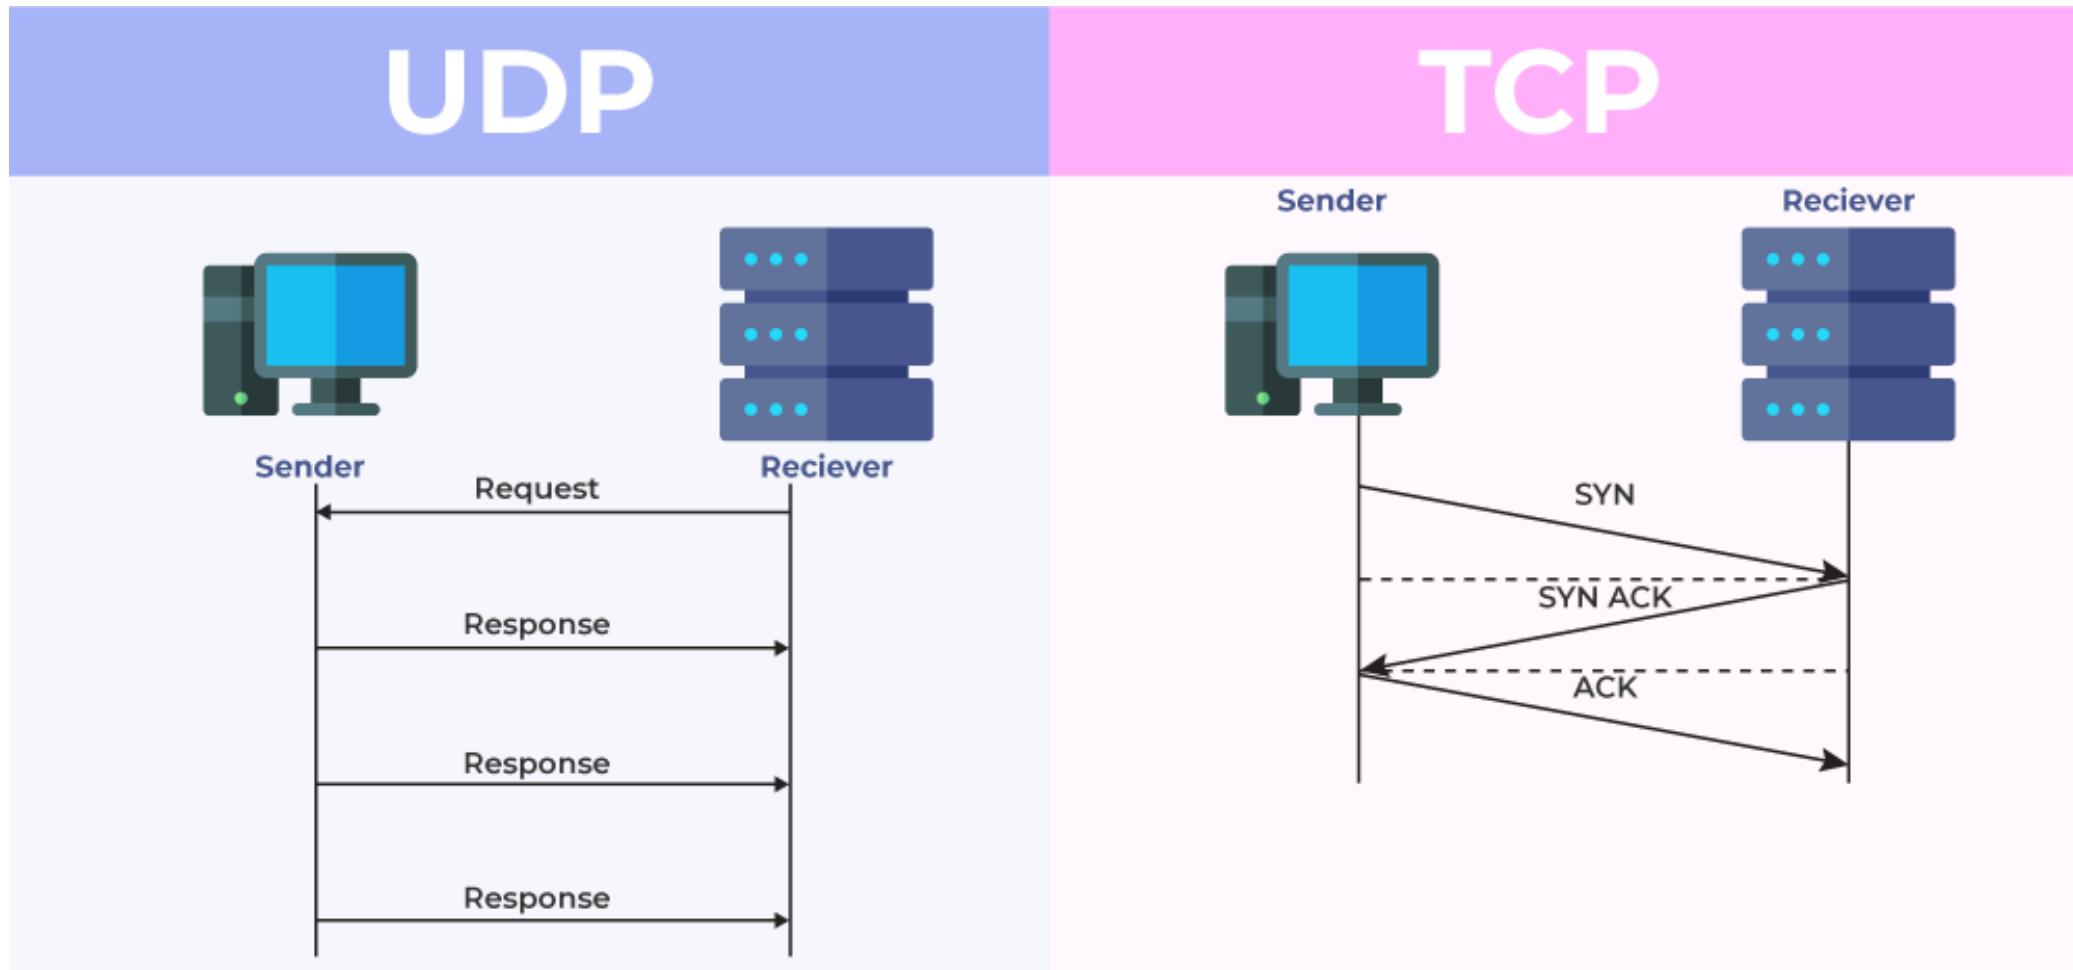 UDP
Sender
Reciever
Request
Response
Response
Response
TCP
Sender
Reciever
SYN
SYN ACK
ACK